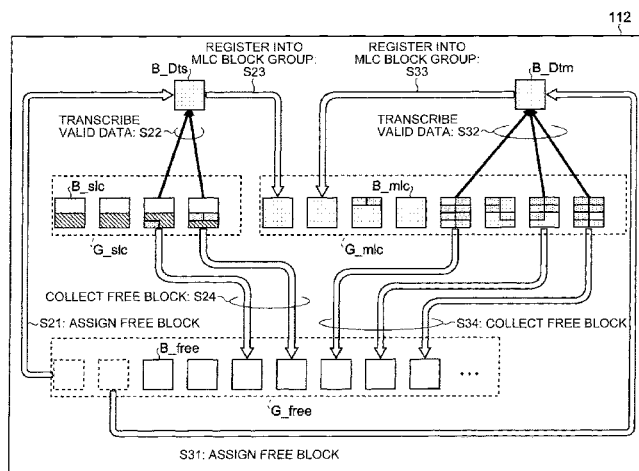 112
REGISTER INTO
MLC BLOCK GROUP:
S23
REGISTER INTO
MLC BLOCK GROUP:
S33
B_Dts
B_Dtm
TRANSCRIBE
VALID DATA: S22
TRANSCRIBE
VALID DATA: S32
B_slc
B_mlc
G_slc
G_mlc
COLLECT FREE BLOCK: S24
S21: ASSIGN FREE BLOCK
S34: COLLECT FREE BLOCK
B_free
...
G_free
S31: ASSIGN FREE BLOCK